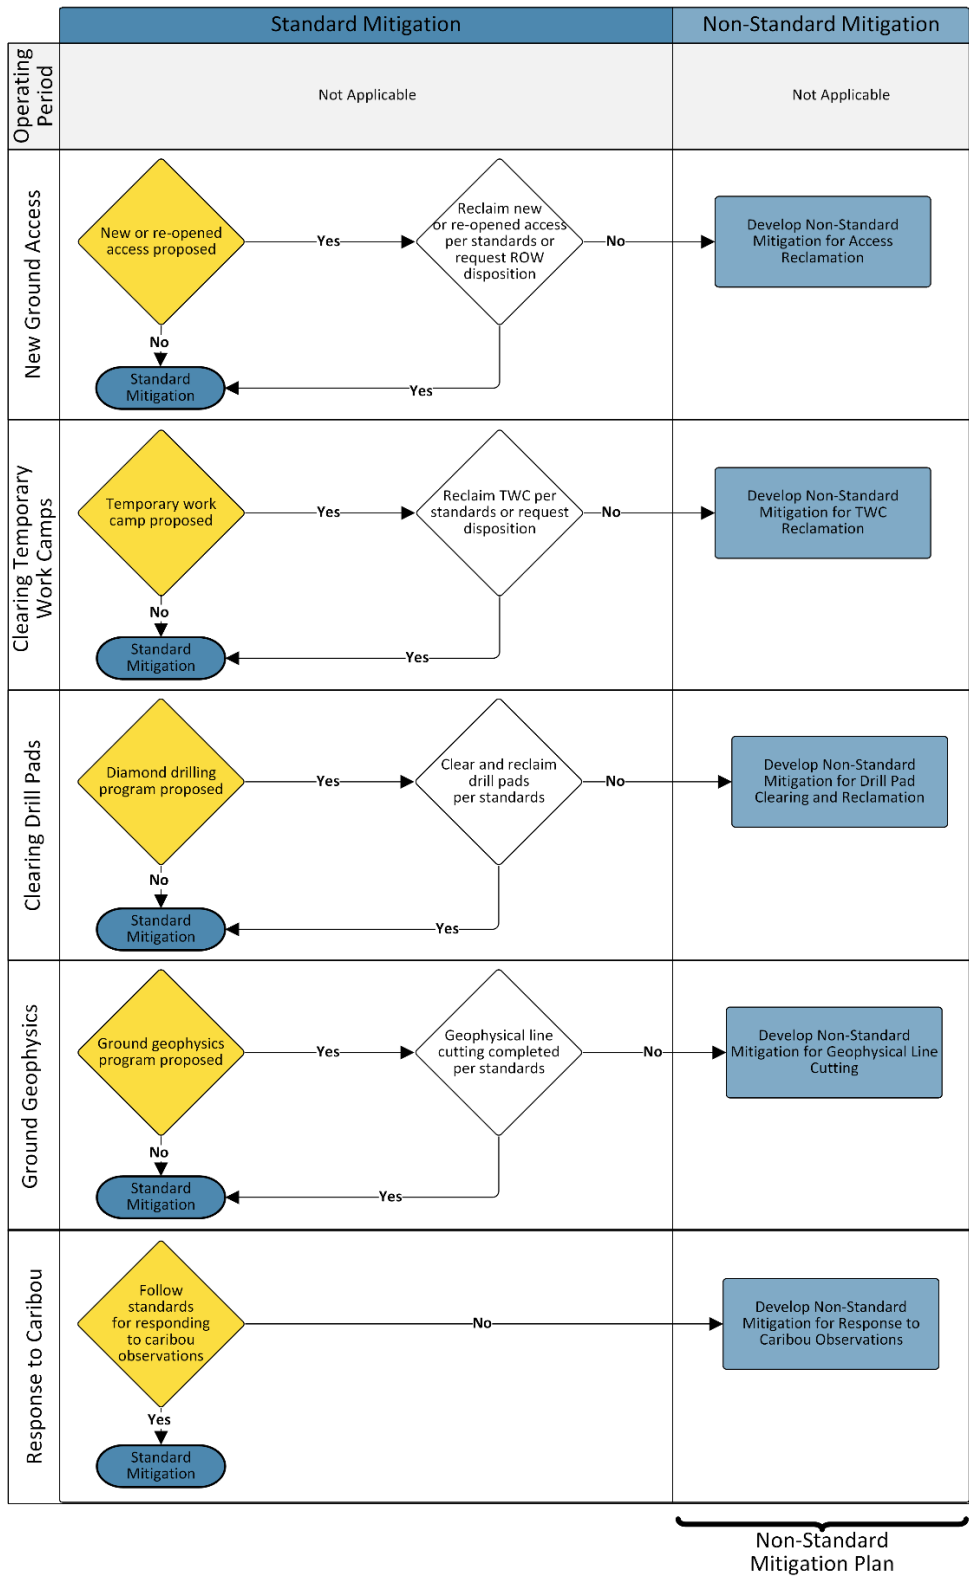 Standard Mitigation
Non-Standard Mitigation
Operating
Period
Not Applicable
Not Applicable
New Ground Access
New or re-opened
access proposed
Yes
Reclaim new
or re-opened access
per standards or
request ROW
disposition
No
Develop Non-Standard
Mitigation for Access
Reclamation
No
Standard
Mitigation
Yes
Clearing Temporary
Work Camps
Temporary work
camp proposed
Yes
Reclaim TWC per
standards or request
disposition
No
Develop Non-Standard
Mitigation for TWC
Reclamation
No
Standard
Mitigation
Yes
Clearing Drill Pads
Diamond drilling
program proposed
Yes
Clear and reclaim
drill pads
per standards
No
Develop Non-Standard
Mitigation for Drill Pad
Clearing and Reclamation
No
Standard
Mitigation
Yes
Ground Geophysics
Ground geophysics
program proposed
Yes
Geophysical line
cutting completed
per standards
No
Develop Non-Standard
Mitigation for Geophysical Line
Cutting
No
Standard
Mitigation
Yes
Response to Caribou
Follow
standards
for responding
to caribou
observations
No
Develop Non-Standard
Mitigation for Response to
Caribou Observations
Yes
Standard
Mitigation
Non-Standard
Mitigation Plan